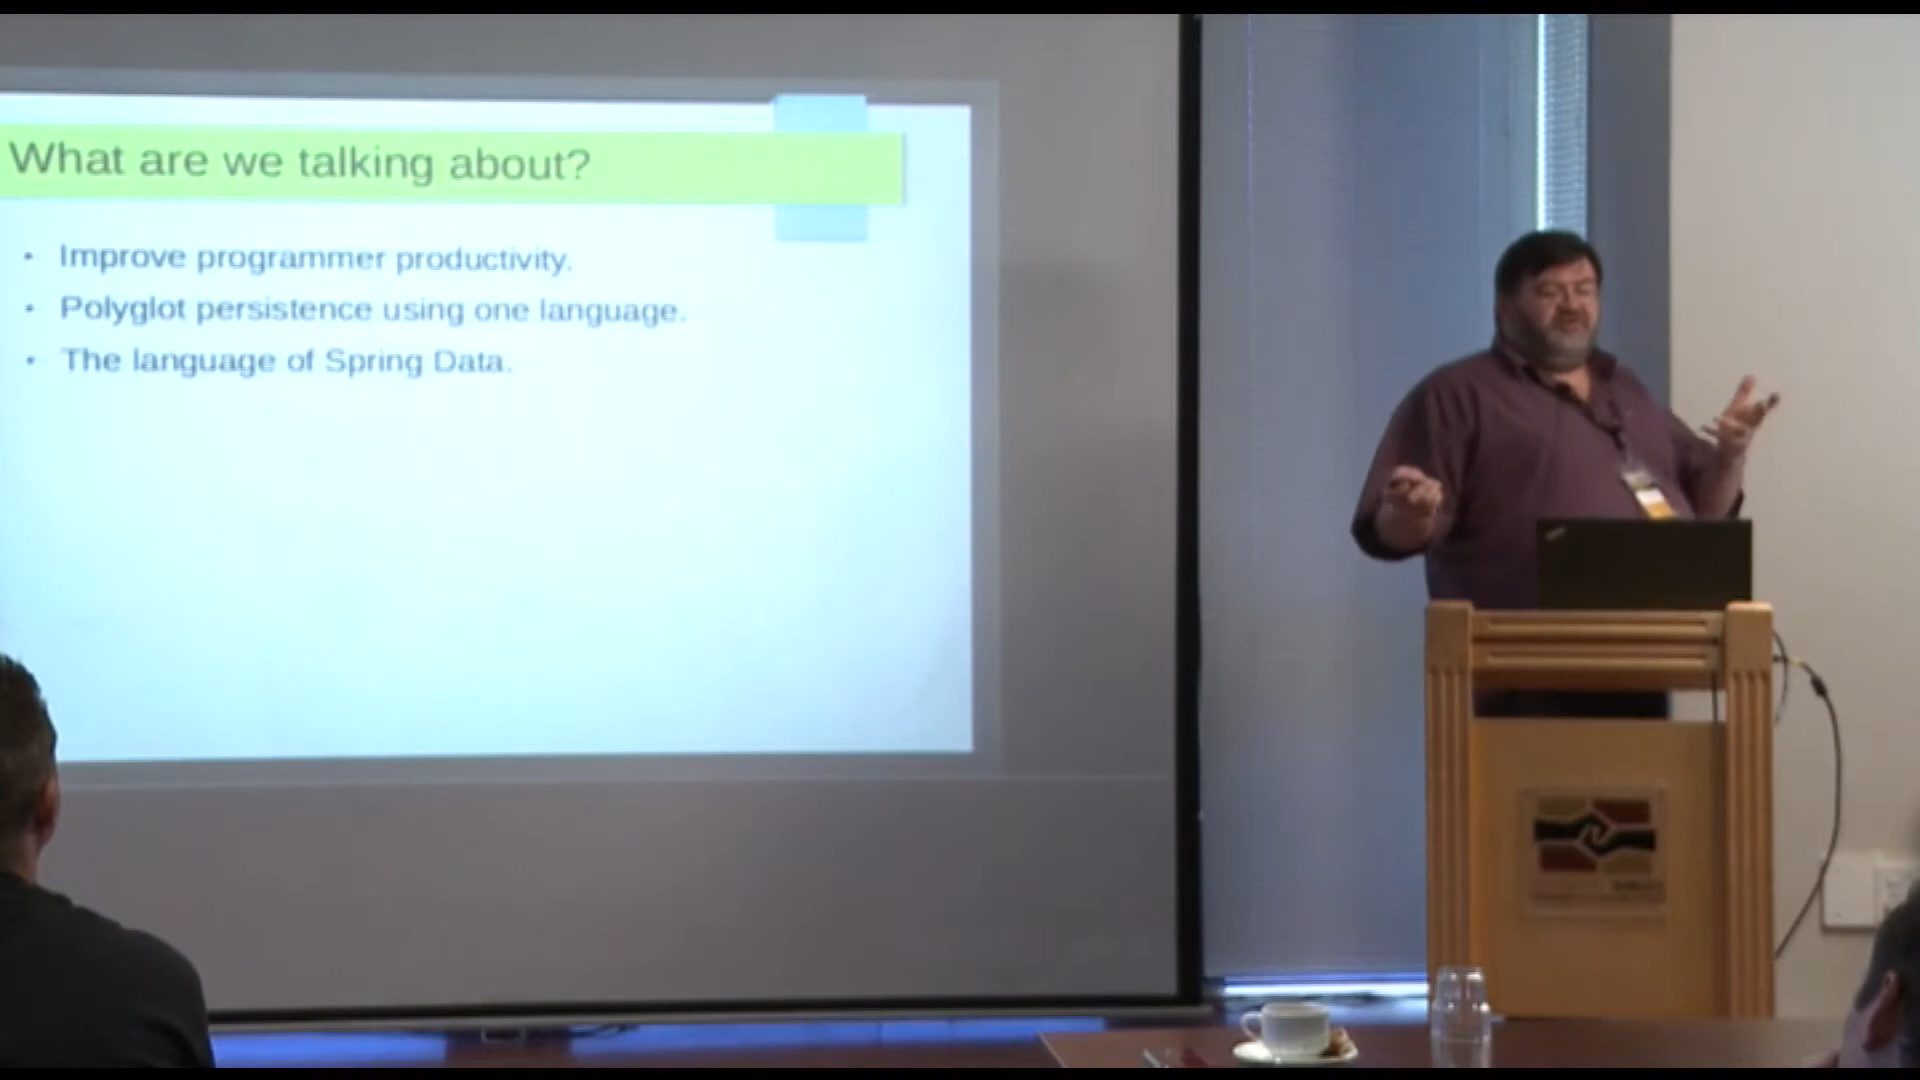 What are we talking about?
• Improve programmer productivity.
• Polyglot persistence using one language.
• The language of Spring Data.